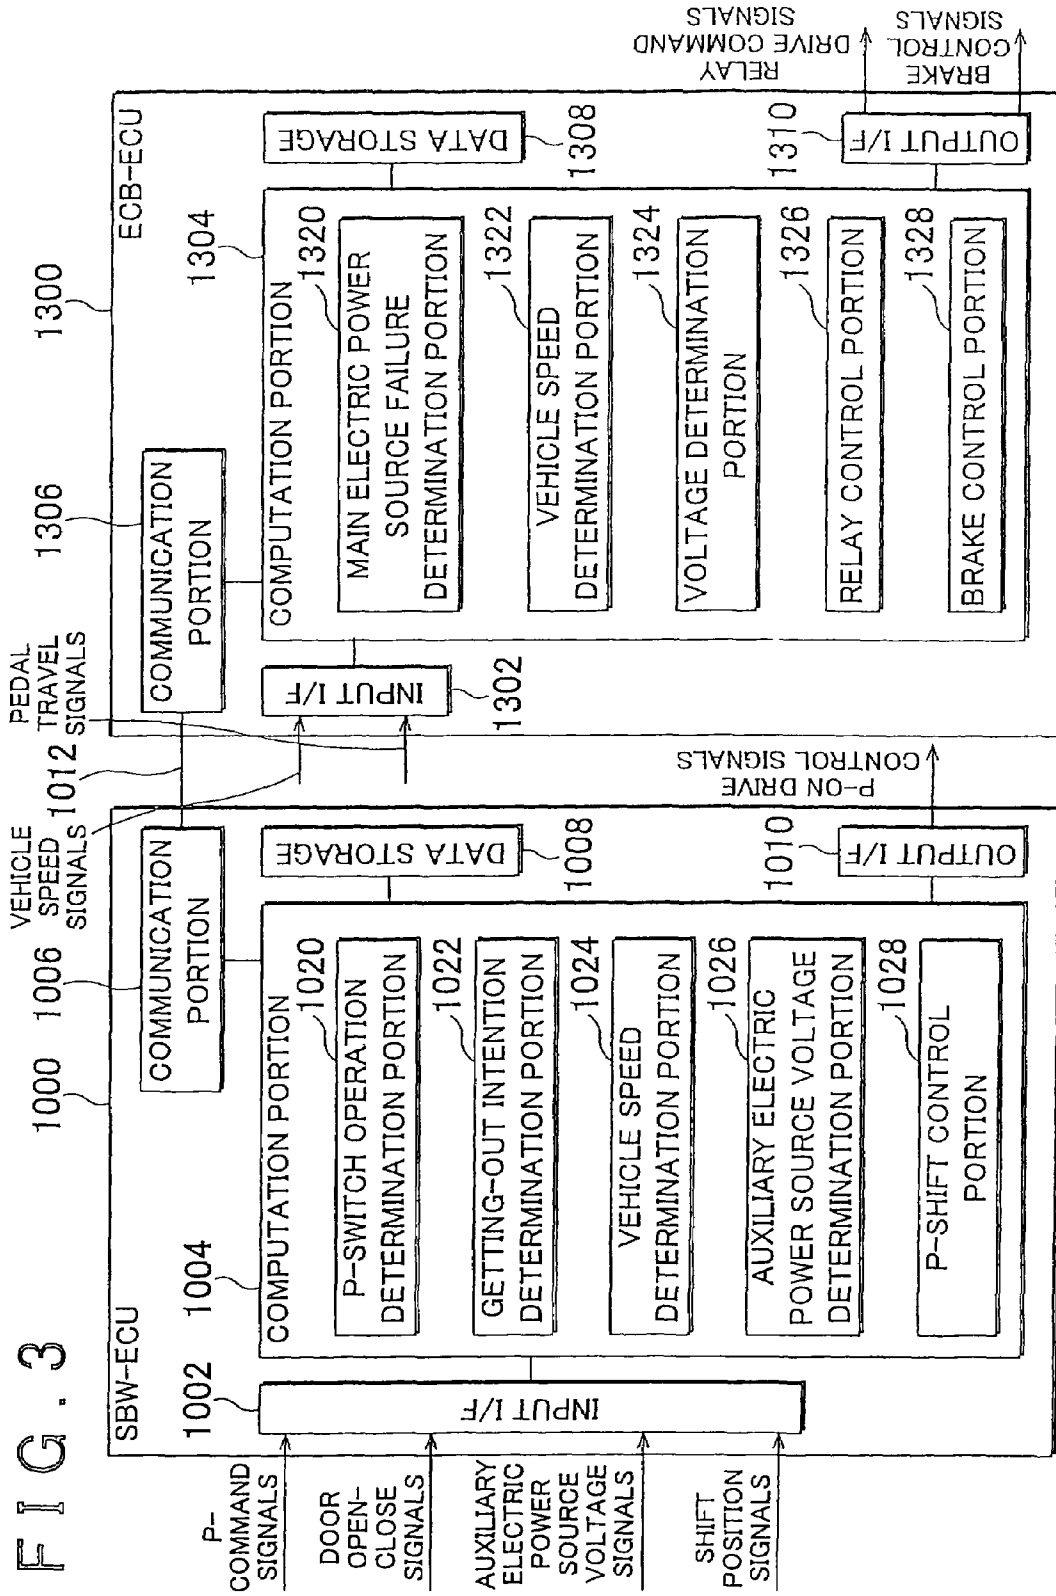 FIG.3
1000
SBW-ECU
1006
COMMUNICATION
PORTION
1012
VEHICLE
SPEED
SIGNALS
PEDAL
TRAVEL
SIGNALS
1002
INPUT I/F
P-
COMMAND
SIGNALS
DOOR
OPEN-
CLOSE
SIGNALS
AUXILIARY
ELECTRIC
POWER
SOURCE
VOLTAGE
SIGNALS
SHIFT
POSITION
SIGNALS
1004
COMPUTATION PORTION
1020
P-SWITCH OPERATION
DETERMINATION PORTION
1022
GETTING-OUT INTENTION
DETERMINATION PORTION
1024
VEHICLE SPEED
DETERMINATION PORTION
1026
AUXILIARY ELECTRIC
POWER SOURCE VOLTAGE
DETERMINATION PORTION
1028
P-SHIFT CONTROL
PORTION
DATA STORAGE
1008
1010
OUTPUT I/F
P-ON DRIVE
CONTROL SIGNALS
1300
ECB-ECU
1306
COMMUNICATION
PORTION
INPUT I/F
1302
1304
COMPUTATION PORTION
1320
MAIN ELECTRIC POWER
SOURCE FAILURE
DETERMINATION PORTION
1322
VEHICLE SPEED
DETERMINATION PORTION
1324
VOLTAGE DETERMINATION
PORTION
1326
RELAY CONTROL PORTION
1328
BRAKE CONTROL PORTION
DATA STORAGE
1308
1310
OUTPUT I/F
RELAY
DRIVE COMMAND
SIGNALS
BRAKE
CONTROL
SIGNALS